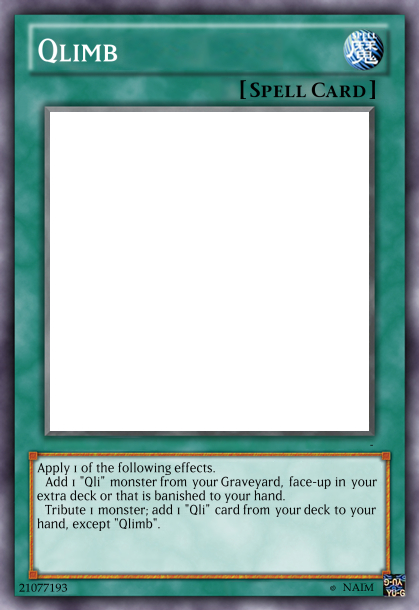 Qlimb
魔
[Spell Card]
Apply 1 of the following effects.
Add 1 "Qli" monster from your Graveyard, face-up in your
extra deck or that is banished to your hand.
Tribute 1 monster; add 1 "Qli" card from your deck to your
hand, except "Qlimb".
21077193
© NAIM
YU-G